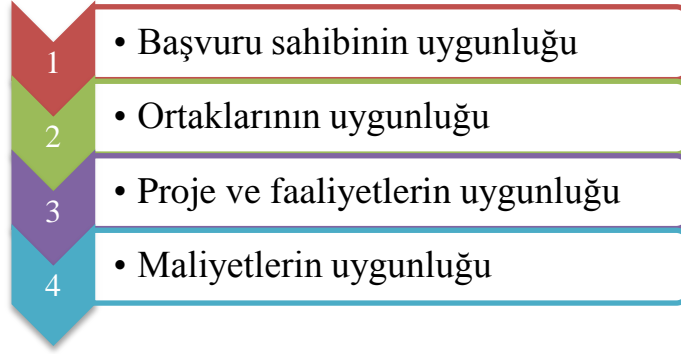 1
• Başvuru sahibinin uygunluğu
2
• Ortaklarının uygunluğu
3
• Proje ve faaliyetlerin uygunluğu
4
• Maliyetlerin uygunluğu